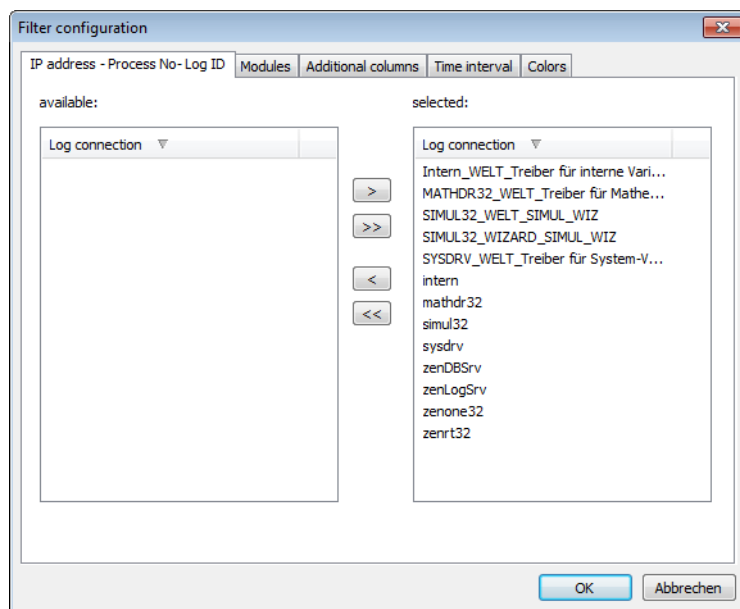 Filter configuration
IP address - Process No- Log ID
Modules
Additional columns
Time interval
Colors
available:
selected:
Log connection
Log connection
Intern_WELT_Treiber für interne Vari...
MATHDR32_WELT_Treiber für Mathe...
SIMUL32_WELT_SIMUL_WIZ
SIMUL32_WIZARD_SIMUL_WIZ
SYSDRV_WELT_Treiber für System-V...
intern
mathdr32
simul32
sysdrv
zenDBSrv
zenLogSrv
zenone32
zenrt32
>
>>
<
<<
OK
Abbrechen